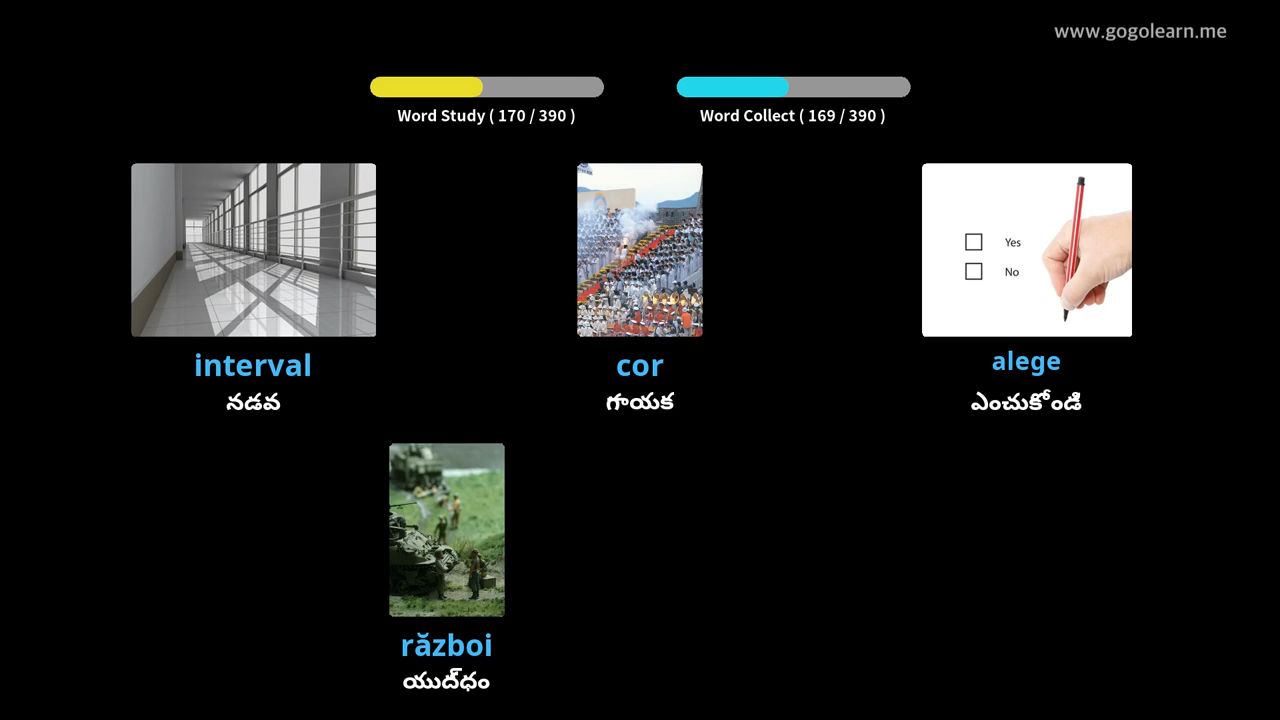 www.gogolearn.me
Word Study ( 170 / 390 )
Word Collect ( 169 / 390 )
Yes
No
interval
నడవ
cor
గాయక
alege
ఎంచుకోండి
război
యుద్ధం